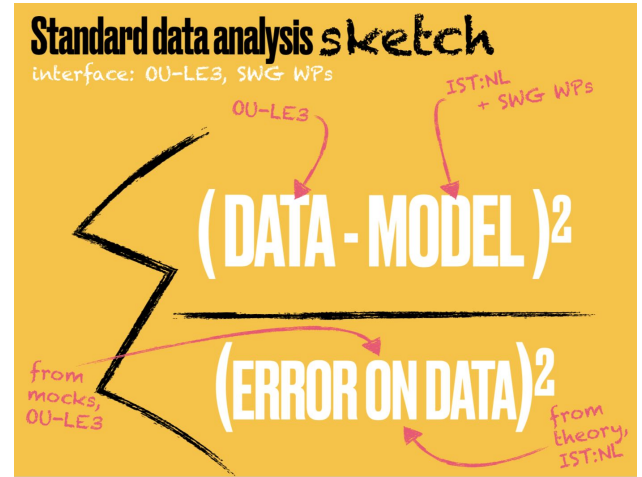 Standard data analysis sketch
interface: OU-LE3, SWG WPs
OU-LE3
IST:NL
+ SWG WPs
( DATA - MODEL )²
(ERROR ON DATA)²
from
mocks,
OU-LE3
from
theory,
IST:NL